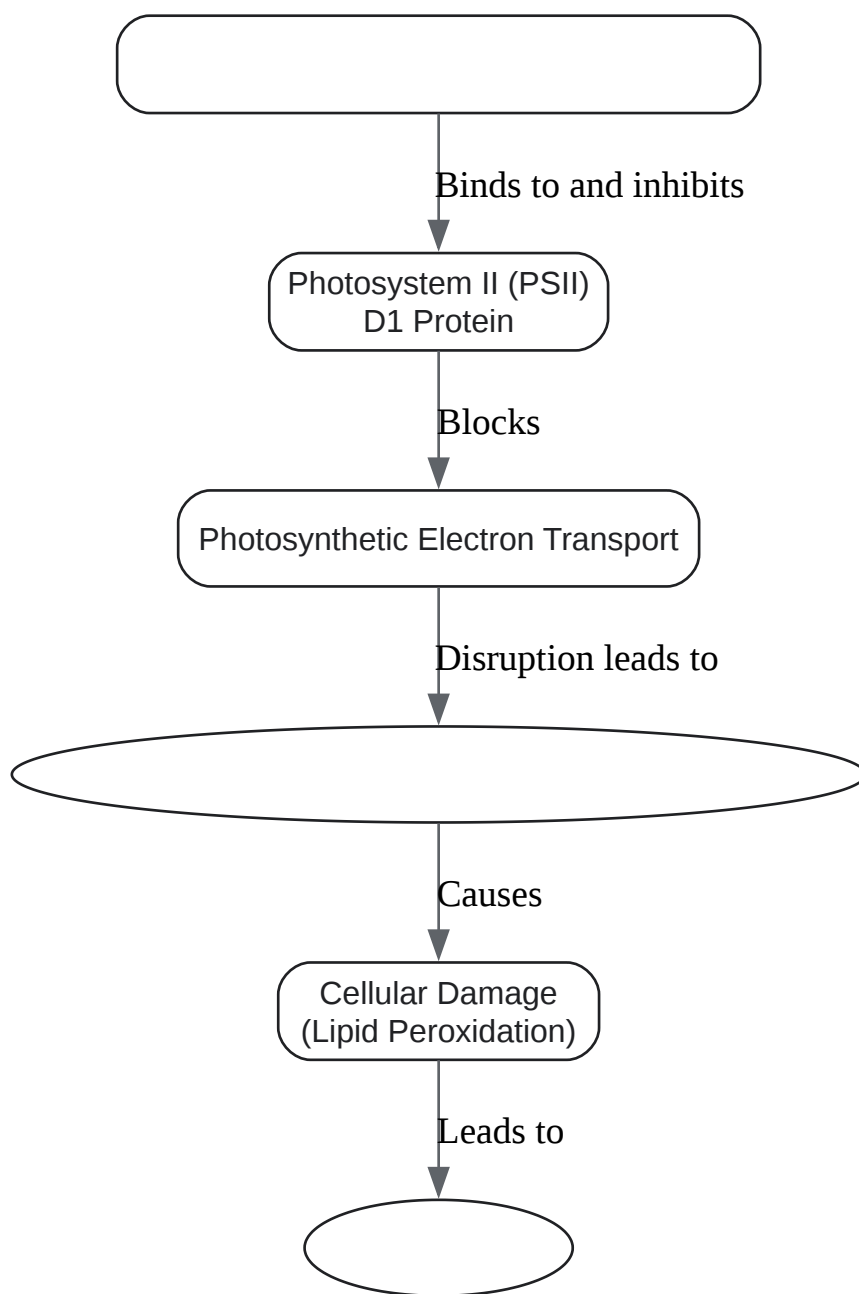 Binds to and inhibits
Photosystem II (PSII)
D1 Protein
Blocks
Photosynthetic Electron Transport
Disruption leads to
Causes
Cellular Damage
(Lipid Peroxidation)
Leads to